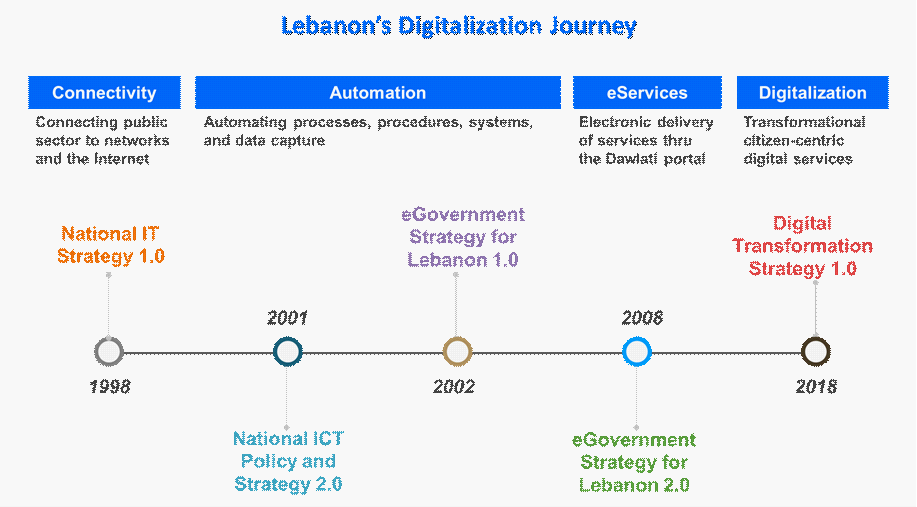 Lebanon's Digitalization Journey
Connectivity
Connecting public
sector to networks
and the Internet
Automation
Automating processes, procedures, systems,
and data capture
eServices
Electronic delivery
of services thru
the Dawlati portal
Digitalization
Transformational
citizen-centric
digital services
National IT
Strategy 1.0
1998
2001
National ICT
Policy and
Strategy 2.0
eGovernment
Strategy for
Lebanon 1.0
2002
2008
eGovernment
Strategy for
Lebanon 2.0
Digital
Transformation
Strategy 1.0
2018